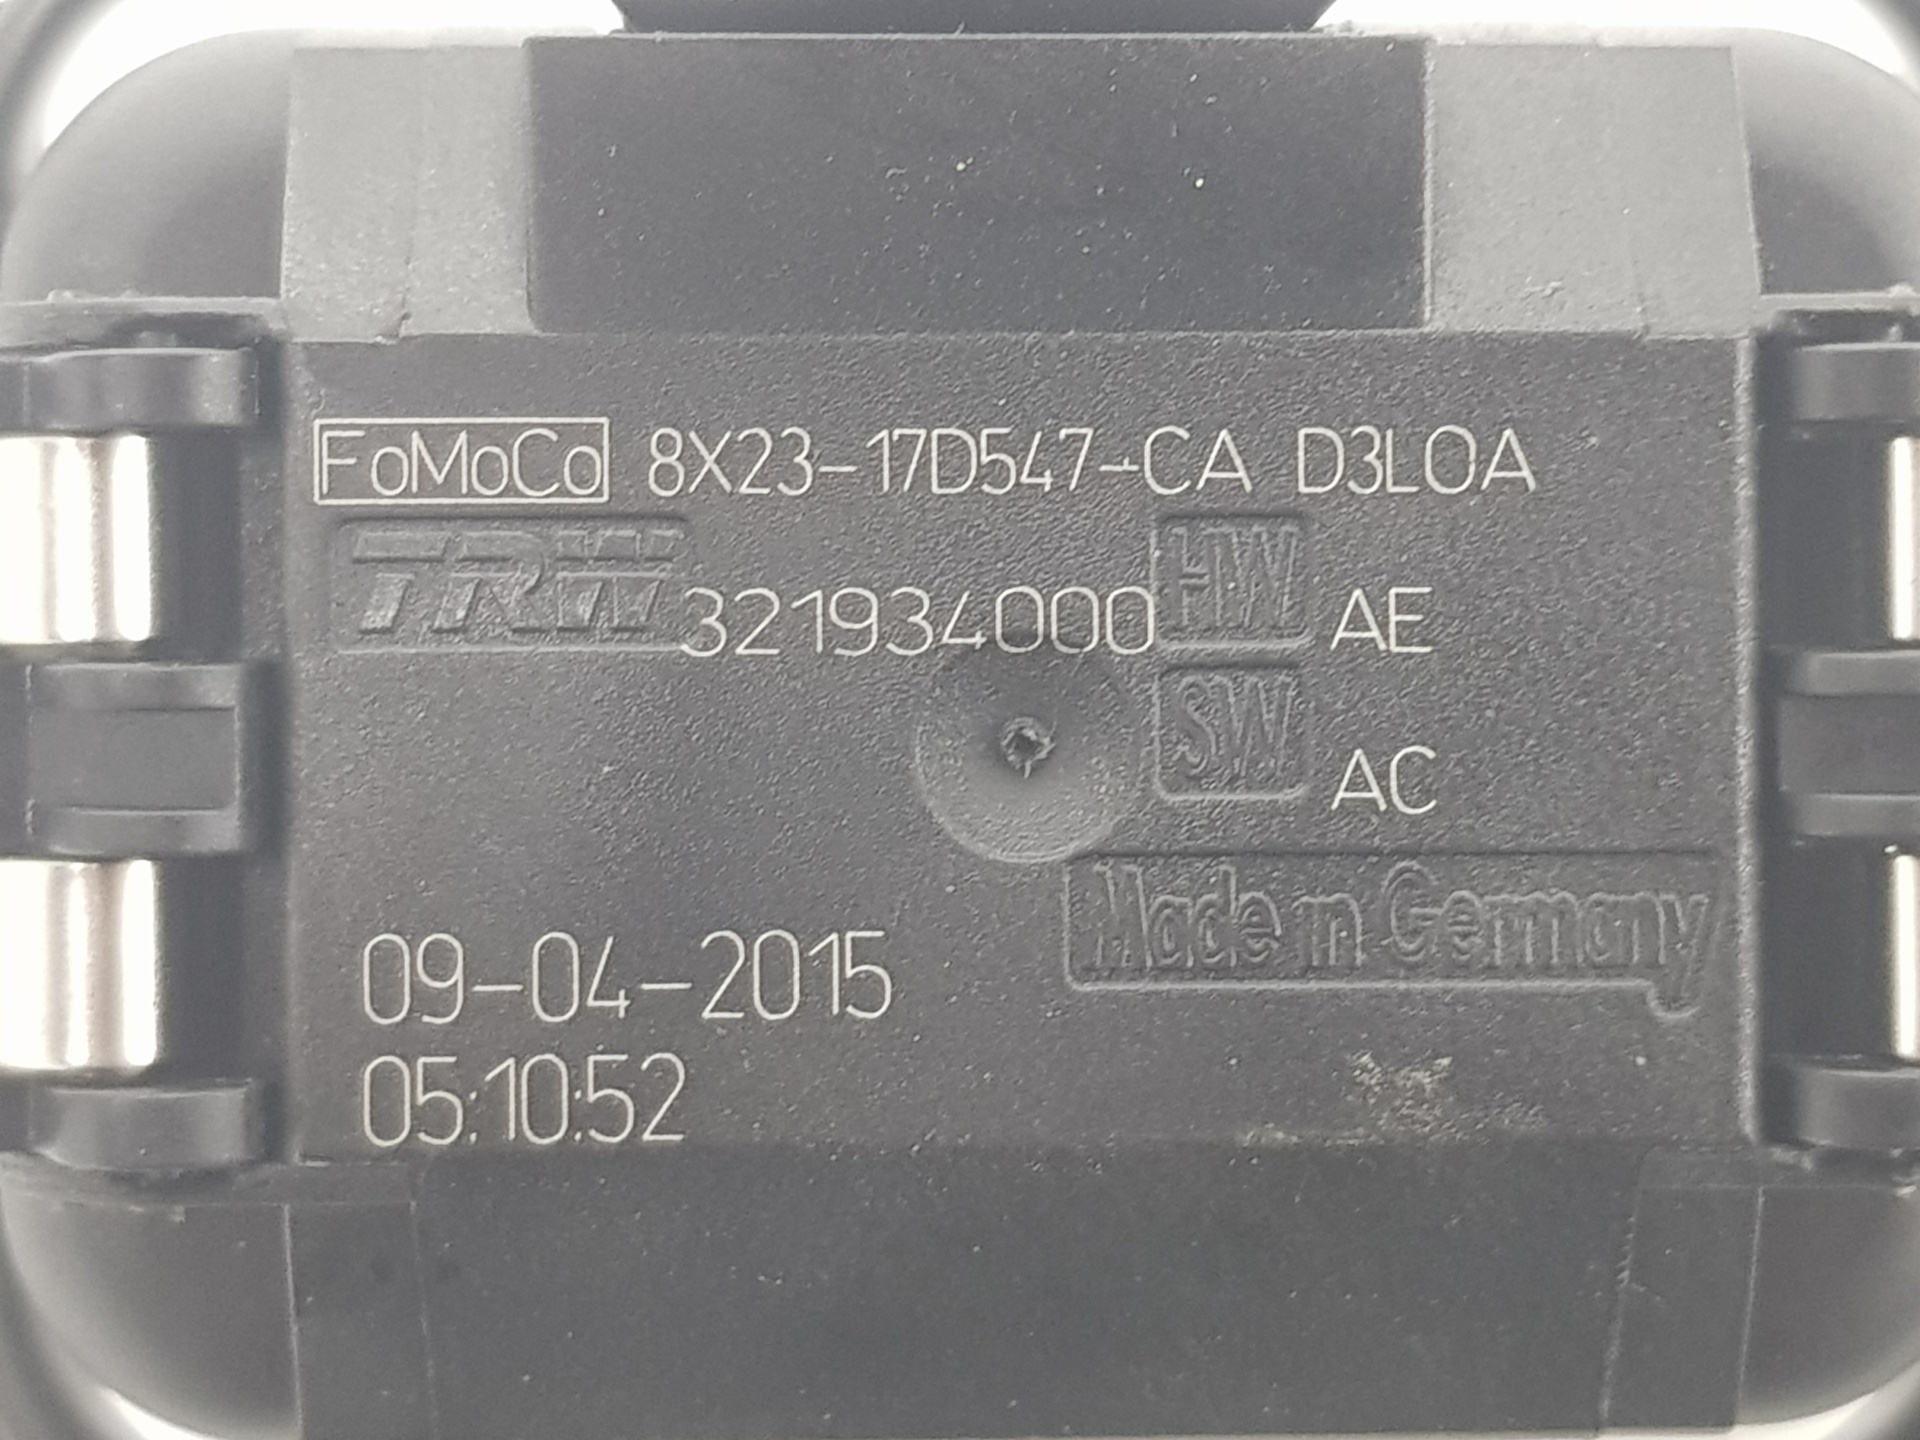 FoMoCo 8X23-17D547-CA D3LOA
TRW 321934000 HW AE
SW AC
Made in Germany
09-04-2015
05:10:52